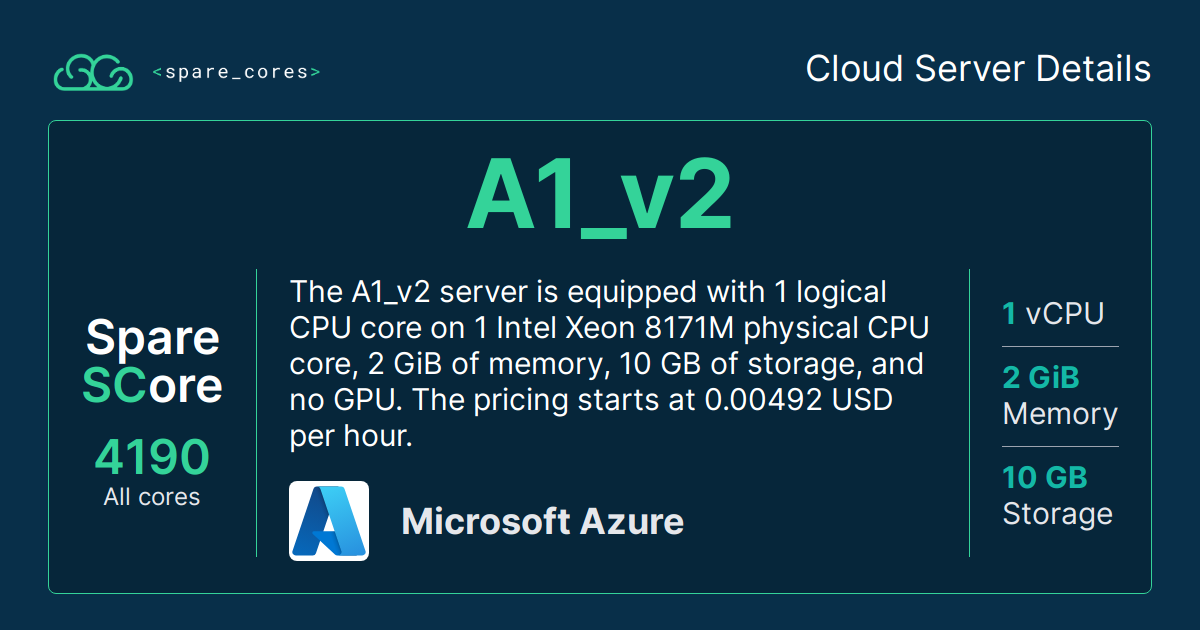 <spare_cores>
Cloud Server Details
A1_v2
Spare
SCore
4190
All cores
The A1_v2 server is equipped with 1 logical
CPU core on 1 Intel Xeon 8171M physical CPU
core, 2 GiB of memory, 10 GB of storage, and
no GPU. The pricing starts at 0.00492 USD
per hour.
Microsoft Azure
1 vCPU
2 GiB
Memory
10 GB
Storage